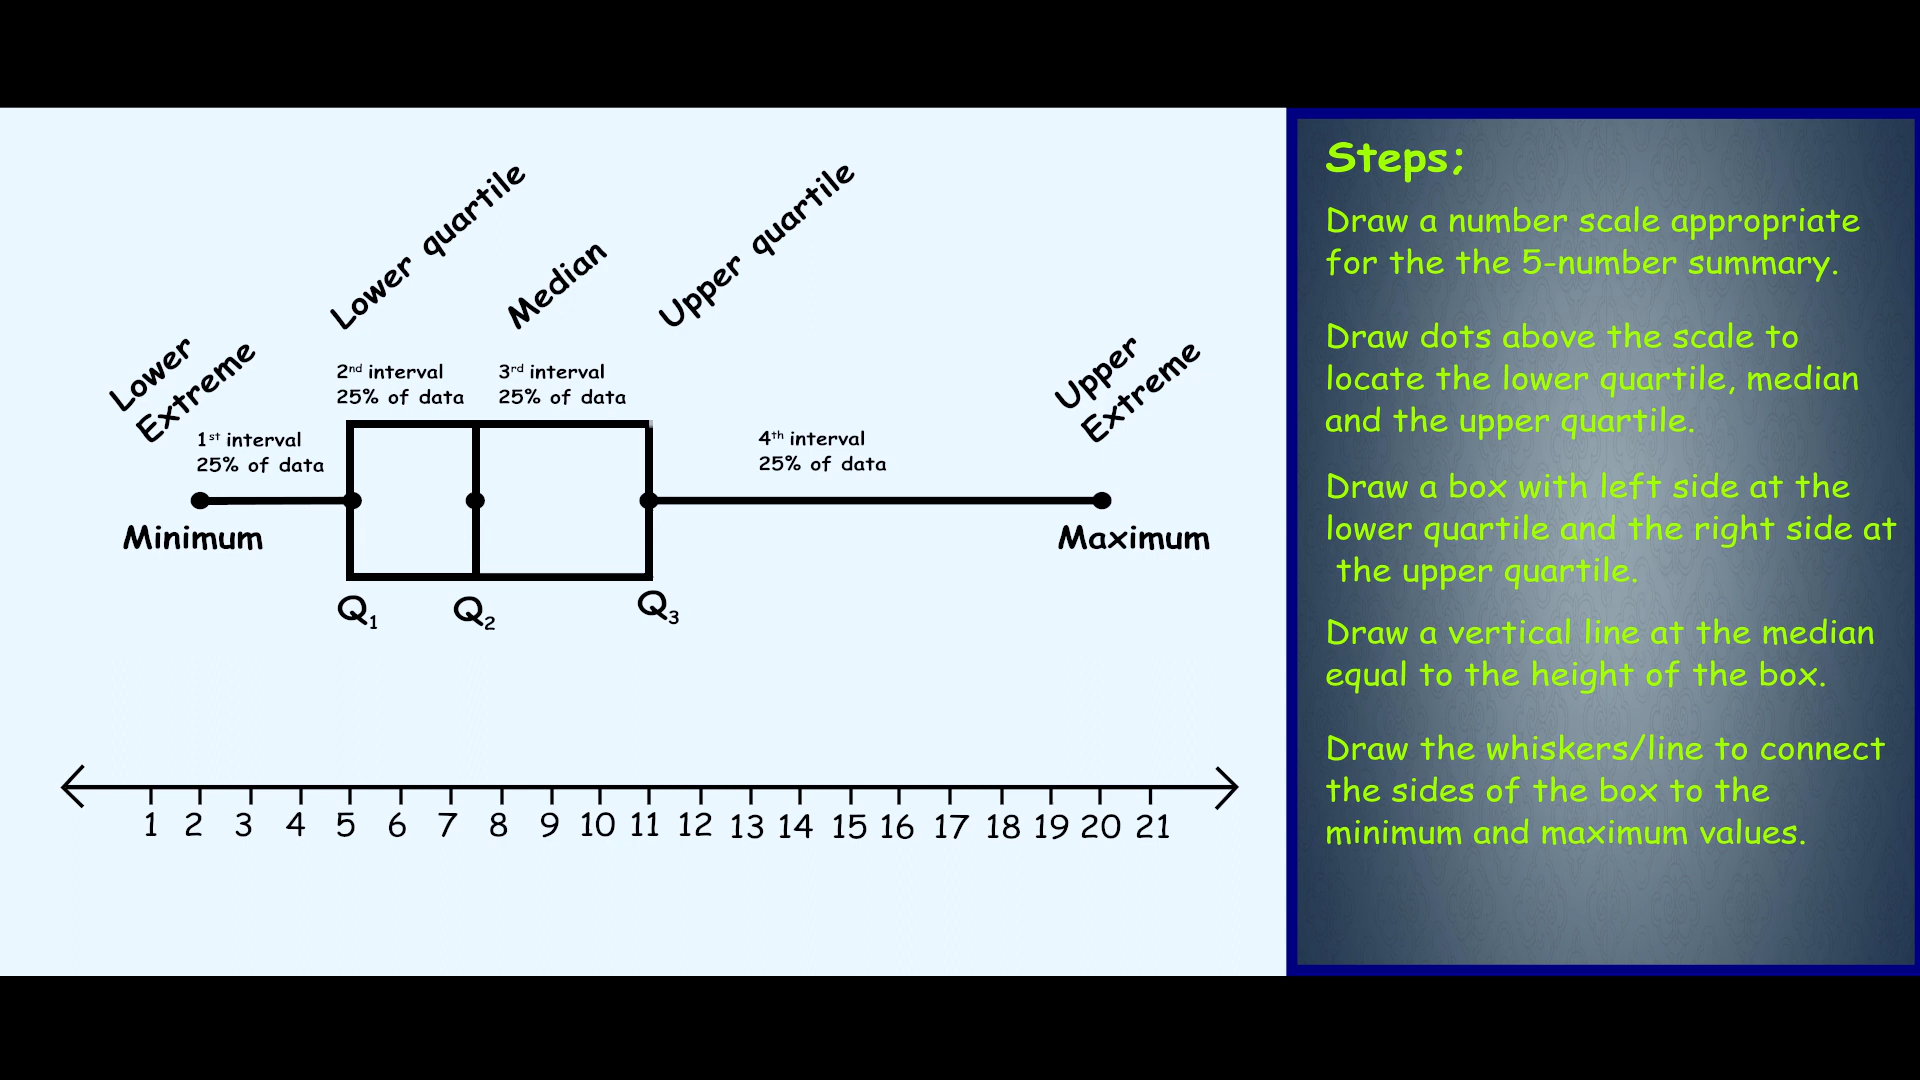 Lower quartile
Median
Upper quartile
Lower
Extreme
Upper
Extreme
2nd interval
25% of data
3rd interval
25% of data
1st interval
25% of data
4th interval
25% of data
Minimum
Maximum
Q1
Q2
Q3
1 2 3 4 5 6 7 8 9 10 11 12 13 14 15 16 17 18 19 20 21
Steps;
Draw a number scale appropriate
for the the 5-number summary.
Draw dots above the scale to
locate the lower quartile, median
and the upper quartile.
Draw a box with left side at the
lower quartile and the right side at
the upper quartile.
Draw a vertical line at the median
equal to the height of the box.
Draw the whiskers/line to connect
the sides of the box to the
minimum and maximum values.